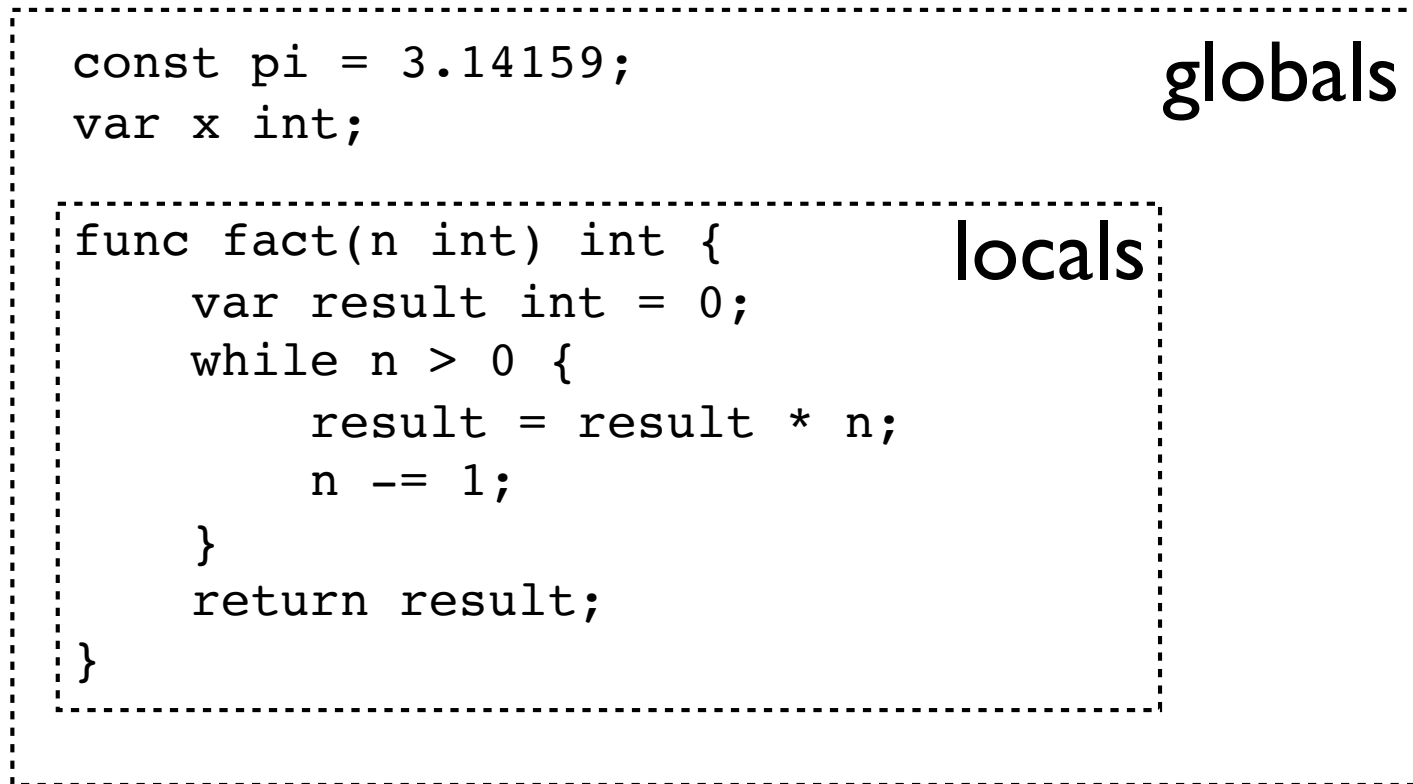 const pi = 3.14159;
globals
var x int;
func fact(n int) int {
locals
    var result int = 0;
    while n > 0 {
        result = result * n;
        n -= 1;
    }
    return result;
}